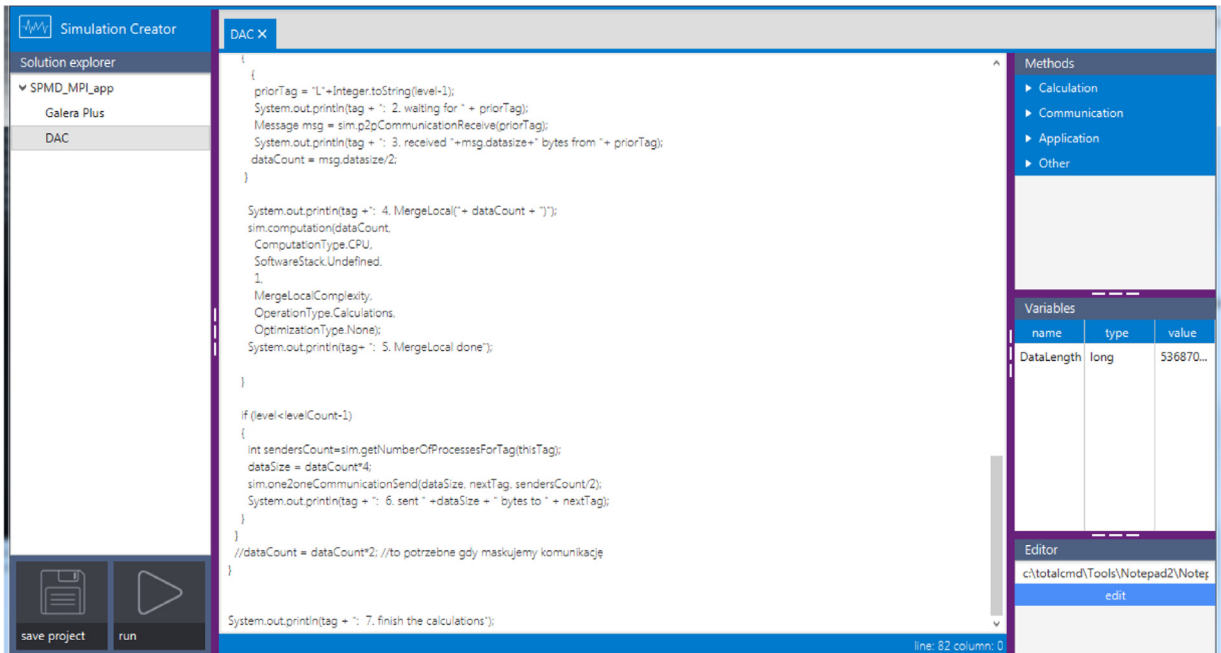 Simulation Creator
Solution explorer
SPMD_MPI_app
Galera Plus
DAC
save project
run
DAC X
{
{
priorTag = "L"+Integer.toString(level-1);
System.out.println(tag + ":  2. waiting for " + priorTag);
Message msg = sim.p2pCommunicationReceive(priorTag);
System.out.println(tag + ":  3. received "+msg.datasize+" bytes from "+ priorTag);
dataCount = msg.datasize/2;
}
System.out.println(tag +":  4. MergeLocal("+ dataCount + ")");
sim.computation(dataCount,
ComputationType.CPU,
SoftwareStack.Undefined,
1,
MergeLocalComplexity,
OperationType.Calculations,
OptimizationType.None);
System.out.println(tag+ ":  5. MergeLocal done");
}
if (level<levelCount-1)
{
int sendersCount=sim.getNumberOfProcessesForTag(thisTag);
dataSize = dataCount*4;
sim.one2oneCommunicationSend(dataSize, nextTag, sendersCount/2);
System.out.println(tag + ":  6. sent " +dataSize + " bytes to " + nextTag);
}
}
//dataCount = dataCount*2; //to potrzebne gdy maskujemy komunikację
}
System.out.println(tag + ":  7. finish the calculations");
line: 82 column: 0
Methods
Calculation
Communication
Application
Other
Variables
name type value
DataLength long 536870...
Editor
c:\totalcmd\Tools\Notepad2\Notep
edit